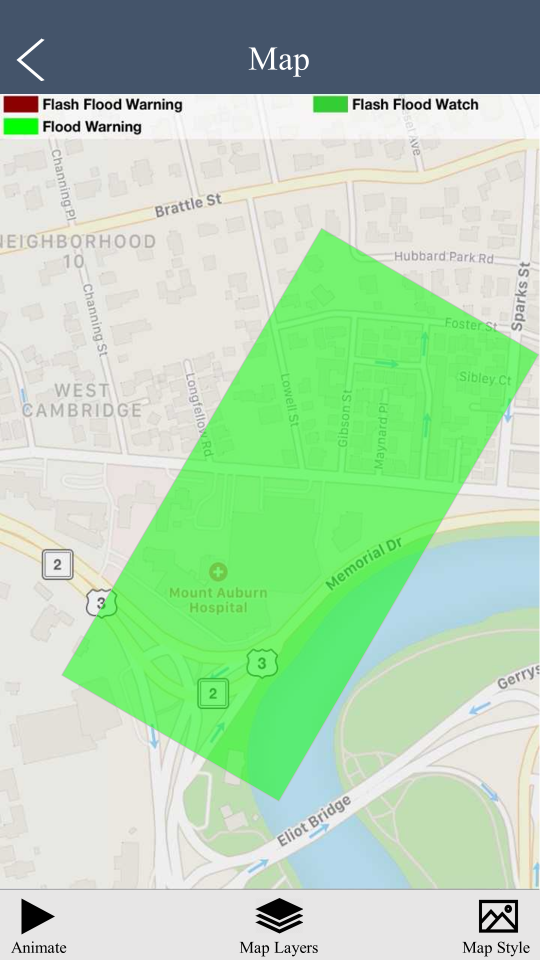 Map
Flash Flood Warning
Flash Flood Watch
Flood Warning
Channing Pl
Brattle St
NEIGHBORHOOD
10
Hubbard Park Rd
Sparks St
Channing St
Foster St
Sibley Ct
WEST
CAMBRIDGE
Longfellow Rd
Lowell St
Gibson St
Maynard Pl
2
3
Mount Auburn
Hospital
Memorial Dr
3
2
Gerrys
Eliot Bridge
Animate
Map Layers
Map Style